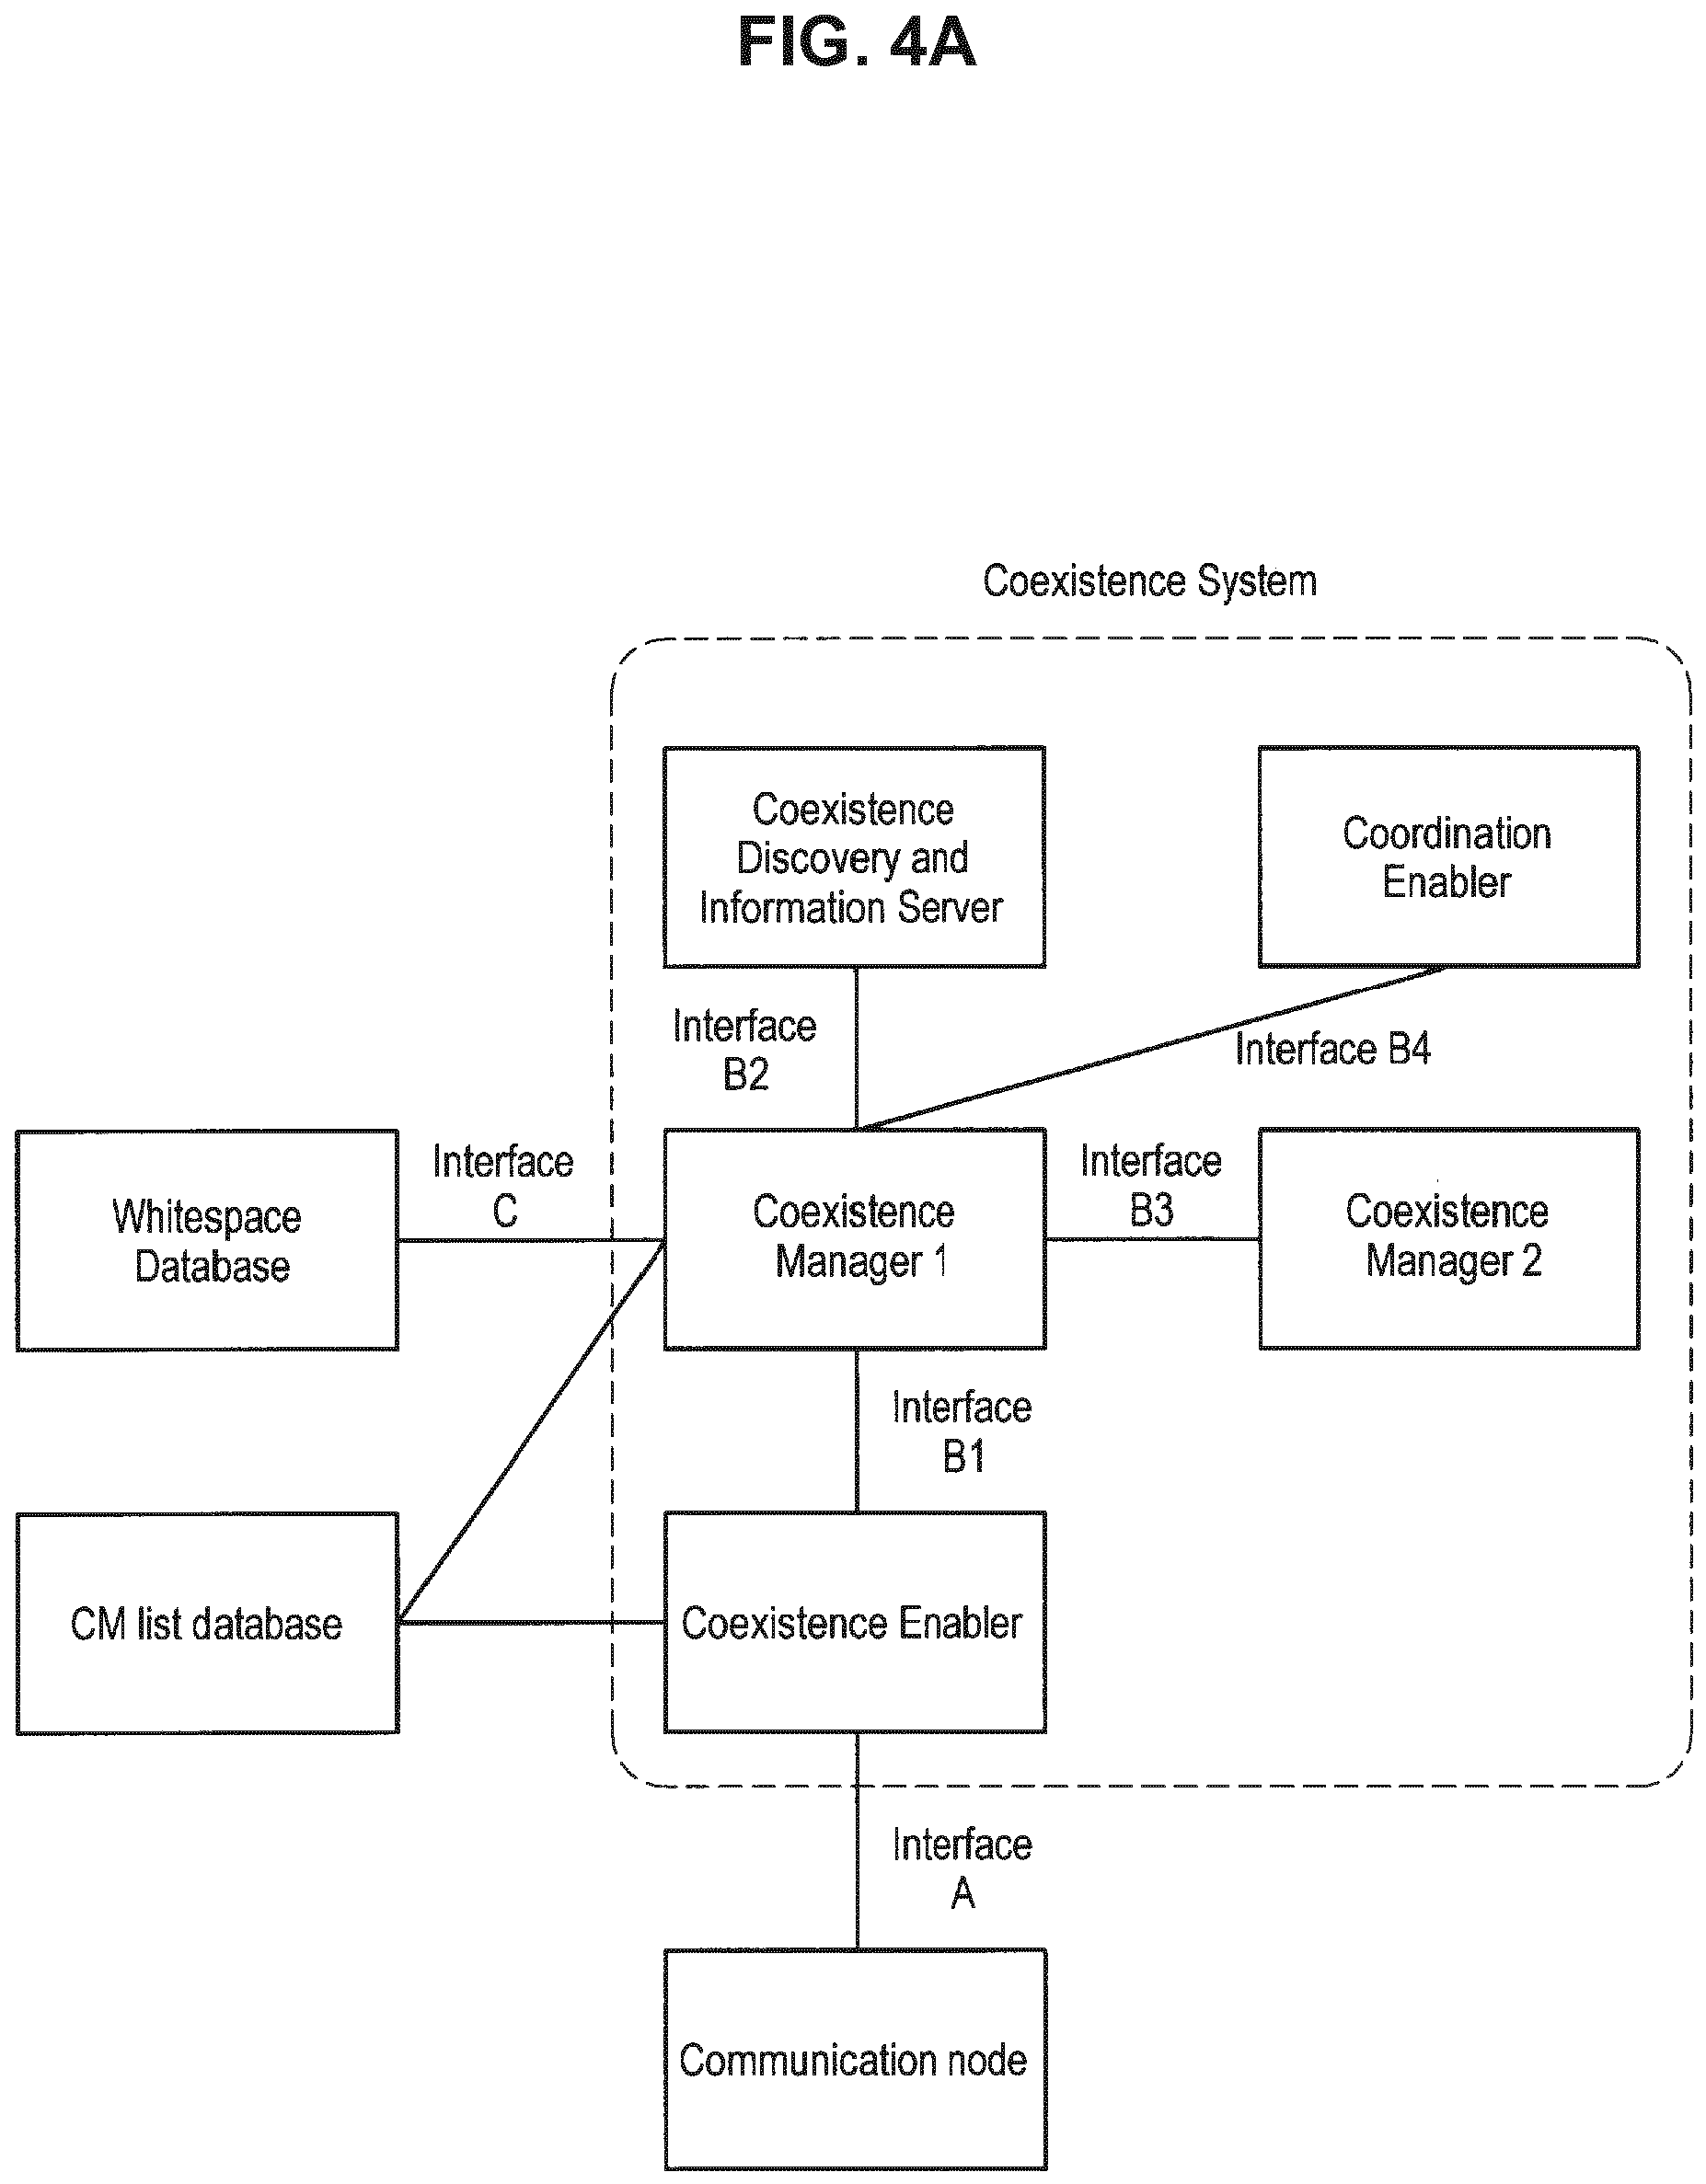 FIG. 4A
Coexistence System
Coexistence
Discovery and
Information Server
Coordination
Enabler
Interface
B2
Interface B4
Whitespace
Database
Interface
C
Coexistence
Manager 1
Interface
B3
Coexistence
Manager 2
Interface
B1
CM list database
Coexistence Enabler
Interface
A
Communication node